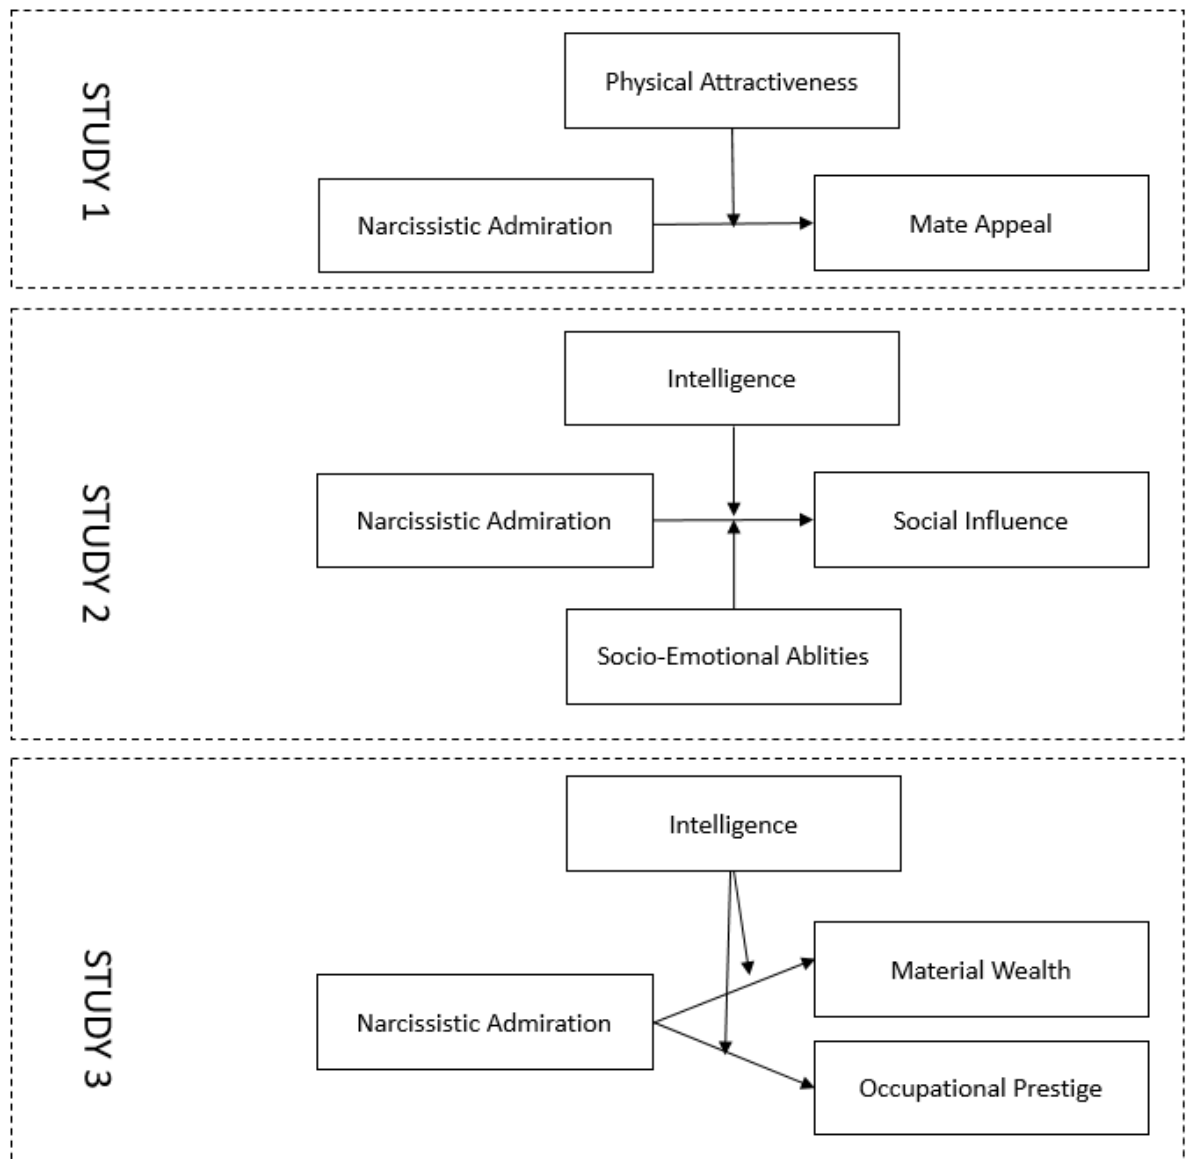 STUDY 1
Physical Attractiveness
Narcissistic Admiration
Mate Appeal
STUDY 2
Intelligence
Narcissistic Admiration
Social Influence
Socio-Emotional Ablities
STUDY 3
Intelligence
Narcissistic Admiration
Material Wealth
Occupational Prestige